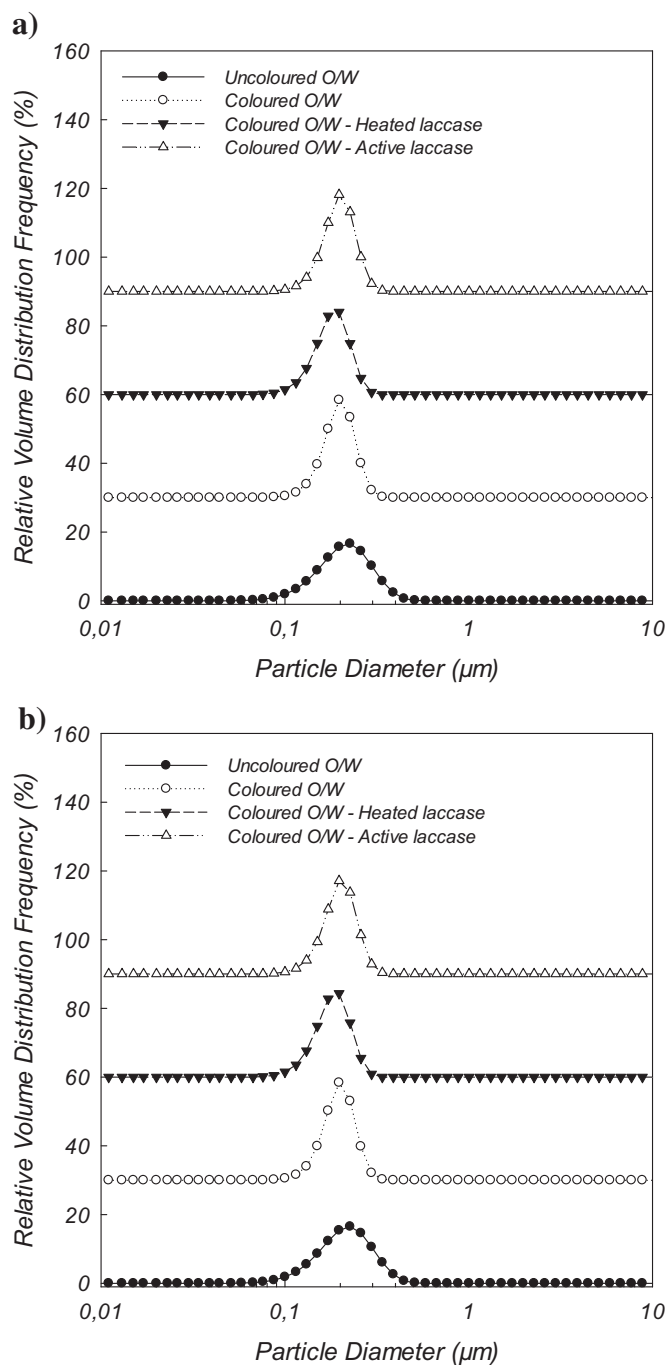 a)
160
140
120
100
80
60
40
20
0
Relative Volume Distribution Frequency (%)
Uncoloured O/W
Coloured O/W
Coloured O/W - Heated laccase
Coloured O/W - Active laccase
0,01
0,1
1
10
Particle Diameter (µm)
b)
160
140
120
100
80
60
40
20
0
Relative Volume Distribution Frequency (%)
Uncoloured O/W
Coloured O/W
Coloured O/W - Heated laccase
Coloured O/W - Active laccase
0,01
0,1
1
10
Particle Diameter (µm)